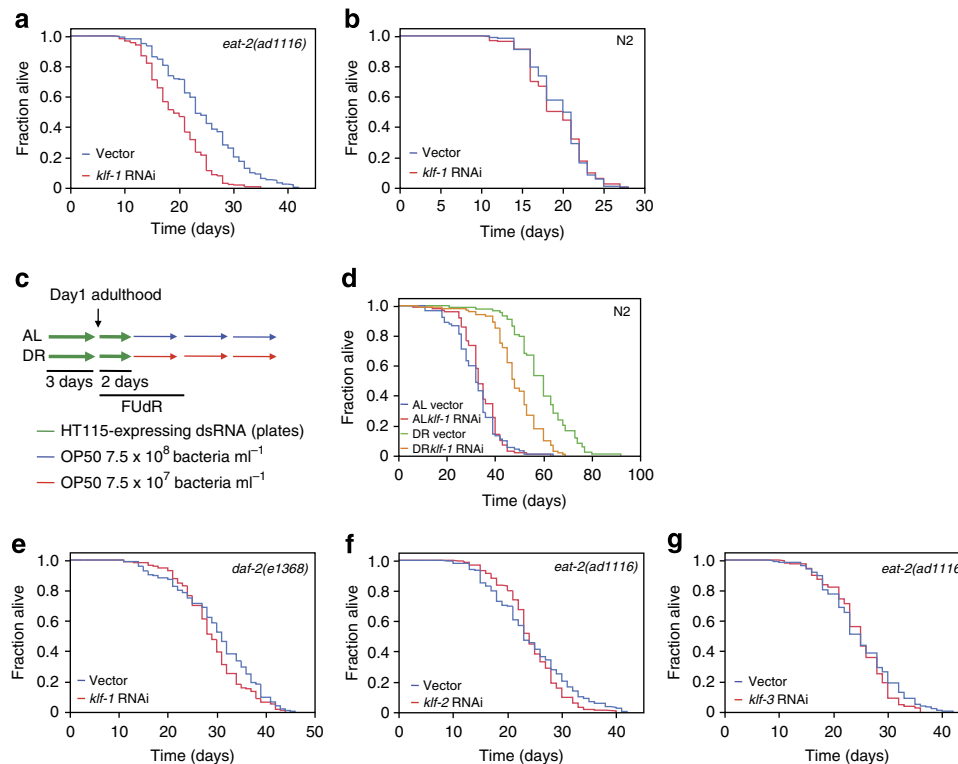 a
eat-2(ad1116)
1.0
0.8
0.6
0.4
0.2
0
Fraction alive
Vector
klf-1 RNAi
0 10 20 30 40
Time (days)
b
N2
1.0
0.8
0.6
0.4
0.2
0
Fraction alive
Vector
klf-1 RNAi
0 5 10 15 20 25 30
Time (days)
c
Day1 adulthood
AL
DR
3 days 2 days
FUdR
HT115-expressing dsRNA (plates)
OP50 7.5 x 10⁸ bacteria ml⁻¹
OP50 7.5 x 10⁷ bacteria ml⁻¹
d
N2
1.0
0.8
0.6
0.4
0.2
0
Fraction alive
AL vector
ALklf-1 RNAi
DR vector
DRklf-1 RNAi
0 20 40 60 80 100
Time (days)
e
daf-2(e1368)
1.0
0.8
0.6
0.4
0.2
0
Fraction alive
Vector
klf-1 RNAi
0 10 20 30 40 50
Time (days)
f
eat-2(ad1116)
1.0
0.8
0.6
0.4
0.2
0
Fraction alive
Vector
klf-2 RNAi
0 10 20 30 40
Time (days)
g
eat-2(ad1116
1.0
0.8
0.6
0.4
0.2
0
Fraction alive
Vector
klf-3 RNAi
0 10 20 30 40
Time (days)